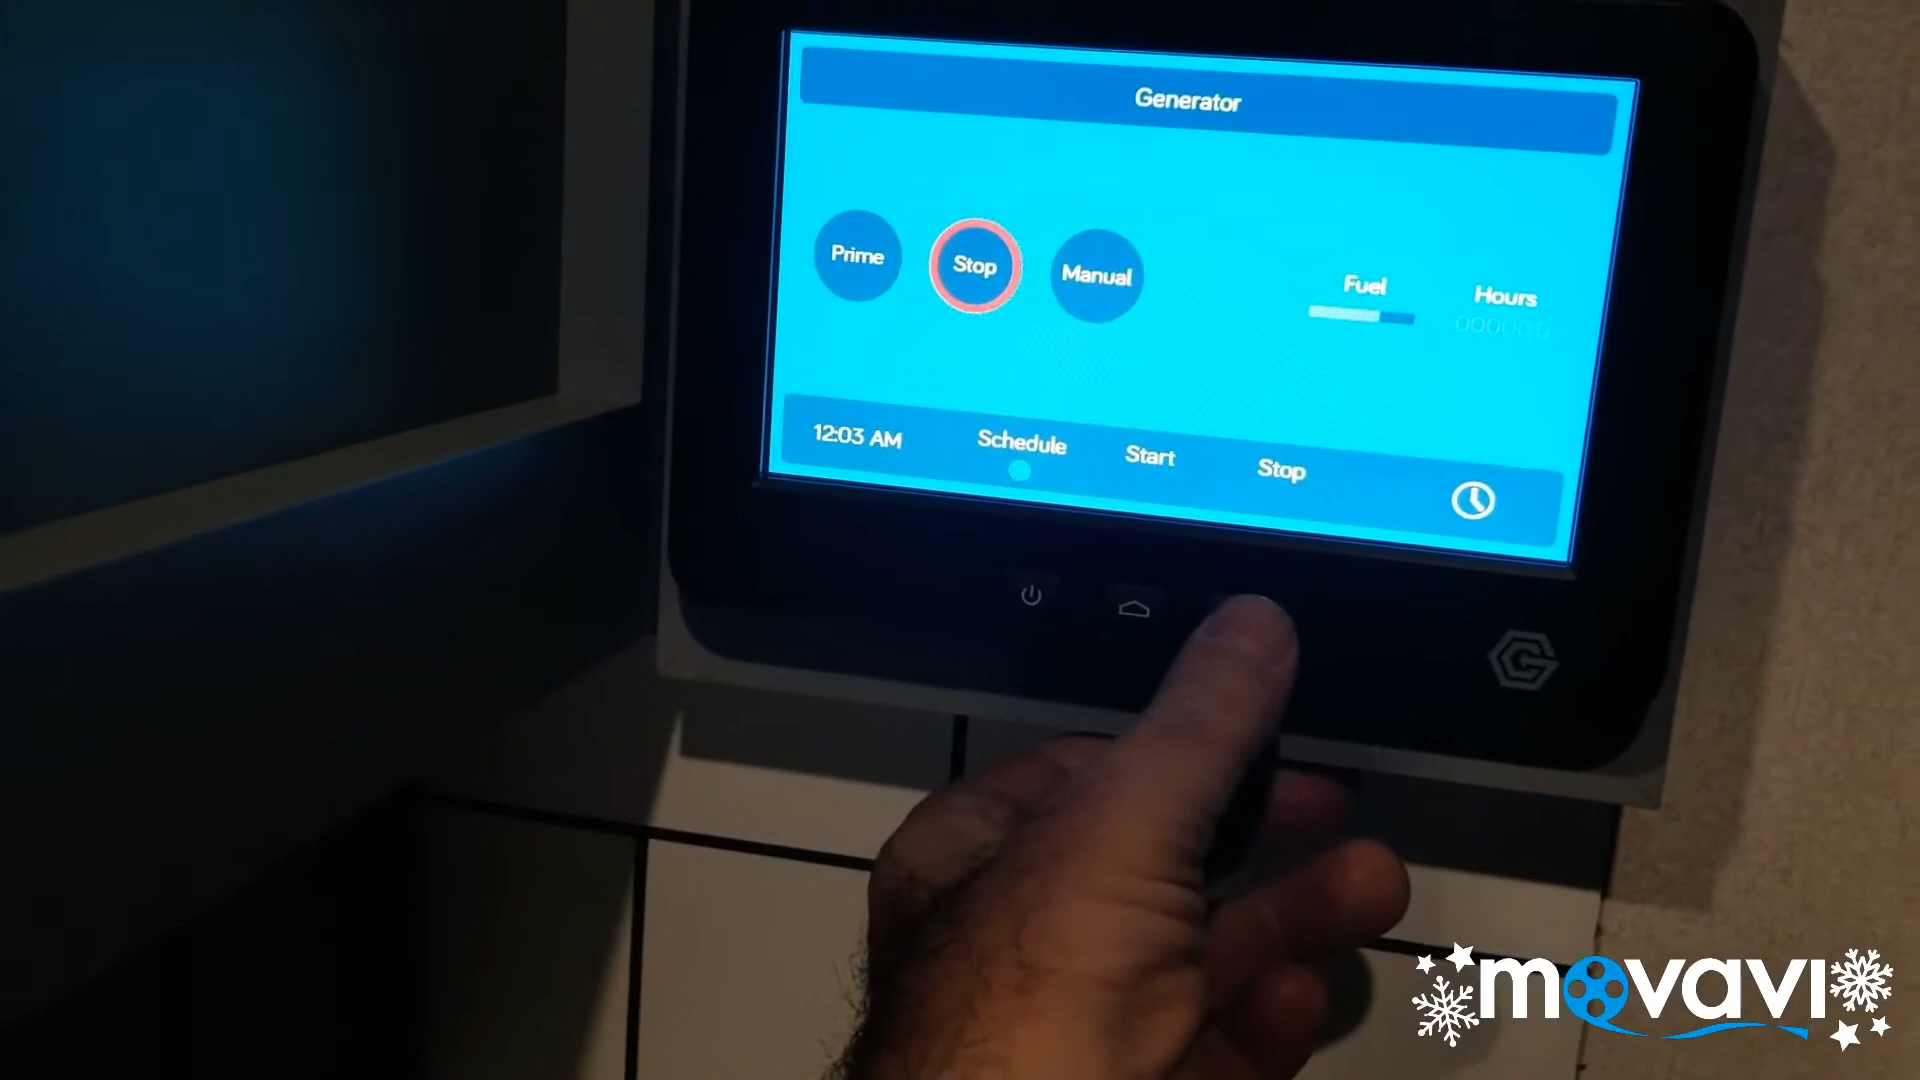 Generator
Prime
Stop
Manual
Fuel
Hours
12:03 AM
Schedule
Start
Stop
movavi